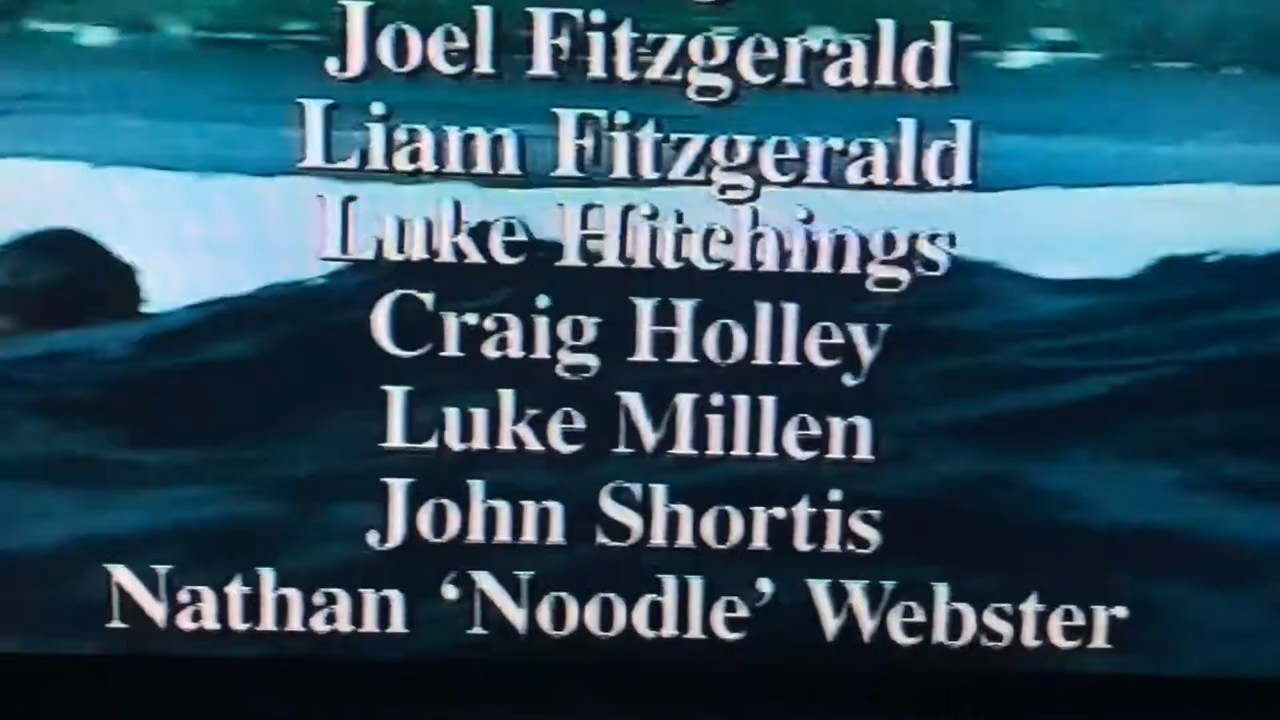 Joel Fitzgerald
Liam Fitzgerald
Luke Hitchings
Craig Holley
Luke Millen
John Shortis
Nathan ‘Noodle’ Webster